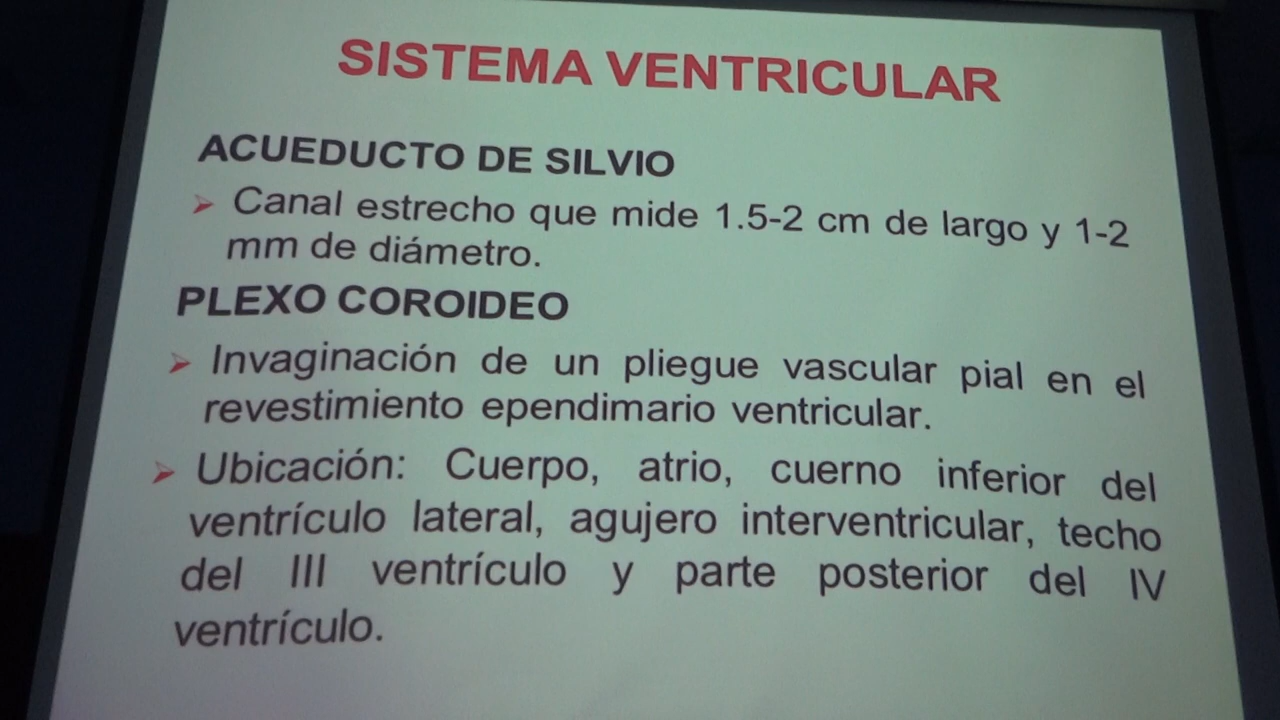 SISTEMA VENTRICULAR
ACUEDUCTO DE SILVIO
➢ Canal estrecho que mide 1.5-2 cm de largo y 1-2
mm de diámetro.
PLEXO COROIDEO
➢ Invaginación de un pliegue vascular pial en el
revestimiento ependimario ventricular.
➢ Ubicación: Cuerpo, atrio, cuerno inferior del
ventrículo lateral, agujero interventricular, techo
del III ventrículo y parte posterior del IV
ventrículo.